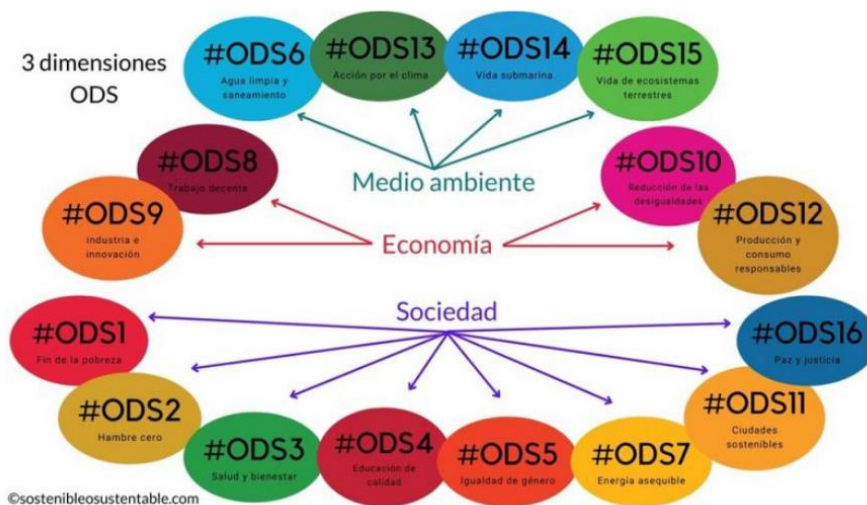 3 dimensiones
ODS
#ODS6
Agua limpia y
saneamiento
#ODS13
Acción por el clima
#ODS14
Vida submarina
#ODS15
Vida de ecosistemas
terrestres
#ODS8
Trabajo decente
Medio ambiente
#ODS10
Reducción de las
desigualdades
#ODS9
industria e
innovación
Economía
#ODS12
Producción y
consumo
responsables
Sociedad
#ODS1
Fin de la pobreza
#ODS16
Paz y justicia
#ODS2
Hambre cero
#ODS11
Ciudades
sostenibles
#ODS3
Salud y bienestar
#ODS4
Educación de
calidad
#ODS5
Igualdad de género
#ODS7
Energía asequible
©sostenibleosustentable.com